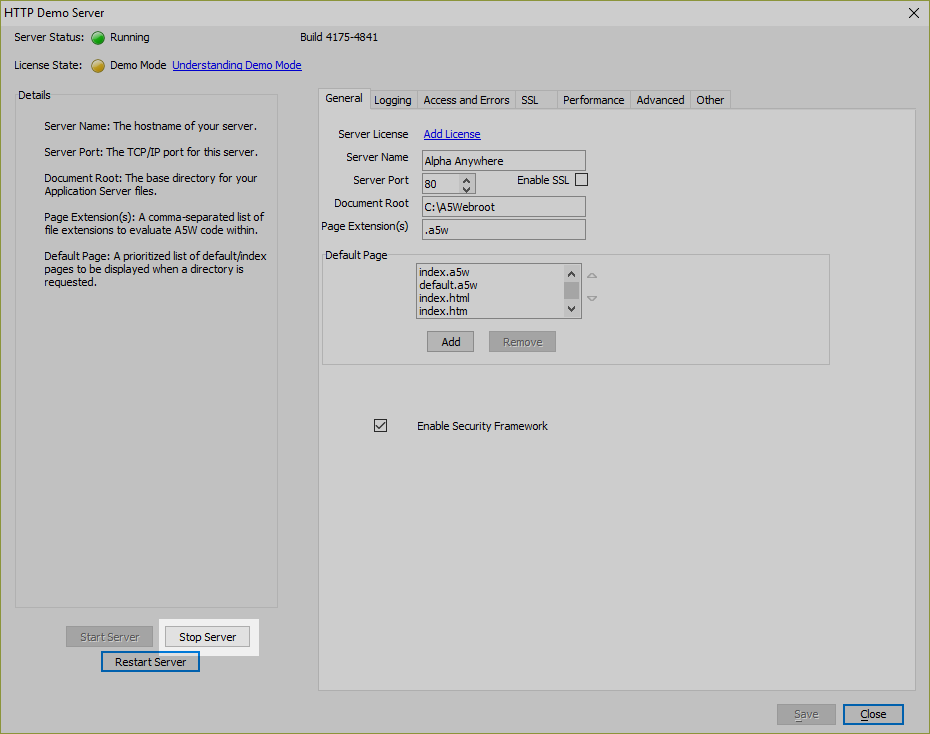 HTTP Demo Server
Server Status: Running
Build 4175-4841
License State: Demo Mode Understanding Demo Mode
Details
Server Name: The hostname of your server.
Server Port: The TCP/IP port for this server.
Document Root: The base directory for your
Application Server files.
Page Extension(s): A comma-separated list of
file extensions to evaluate A5W code within.
Default Page: A prioritized list of default/index
pages to be displayed when a directory is
requested.
Start Server
Stop Server
Restart Server
General Logging Access and Errors SSL Performance Advanced Other
Server License Add License
Server Name Alpha Anywhere
Server Port 80 Enable SSL
Document Root C:\A5Webroot
Page Extension(s) .a5w
Default Page
index.a5w
default.a5w
index.html
index.htm
Add Remove
Enable Security Framework
Save Close